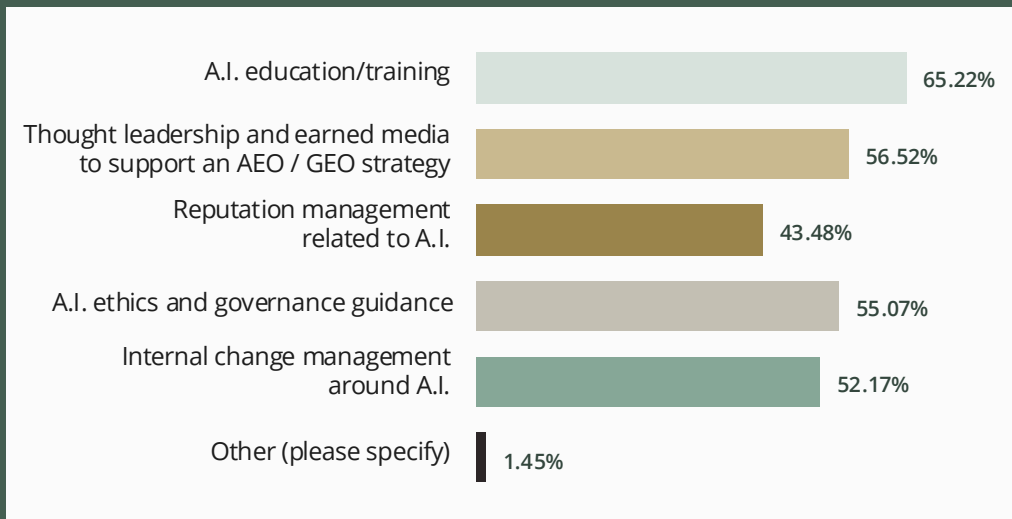 A.I. education/training
65.22%
Thought leadership and earned media
to support an AEO / GEO strategy
56.52%
Reputation management
related to A.I.
43.48%
A.I. ethics and governance guidance
55.07%
Internal change management
around A.I.
52.17%
Other (please specify)
1.45%